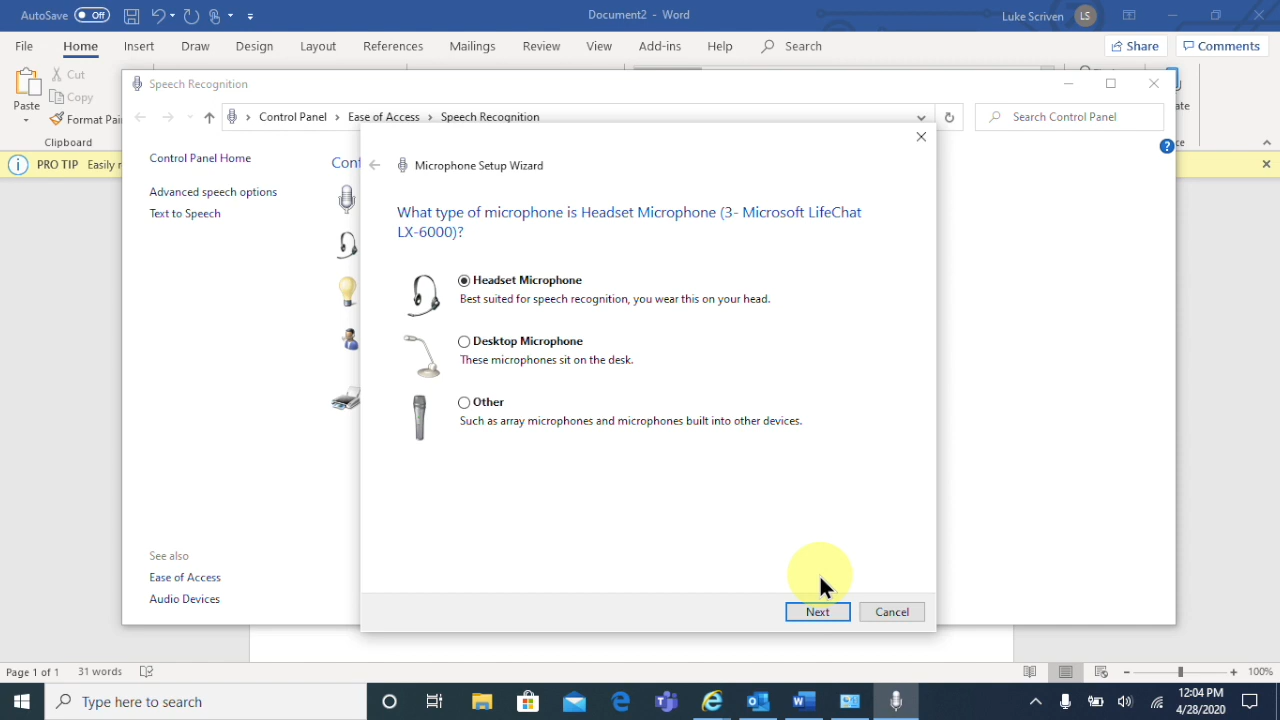 AutoSave Off Document2 - Word Luke Scriven LS
File Home Insert Draw Design Layout References Mailings Review View Add-ins Help Search Share Comments
Paste
Cut
Copy
Format Pai
Clipboard
PRO TIP Easily
Speech Recognition
Control Panel › Ease of Access › Speech Recognition Search Control Panel
Control Panel Home
Advanced speech options
Text to Speech
See also
Ease of Access
Audio Devices
Microphone Setup Wizard
What type of microphone is Headset Microphone (3- Microsoft LifeChat
LX-6000)?
Headset Microphone
Best suited for speech recognition, you wear this on your head.
Desktop Microphone
These microphones sit on the desk.
Other
Such as array microphones and microphones built into other devices.
Next Cancel
Page 1 of 1 31 words 100%
Type here to search
12:04 PM
4/28/2020